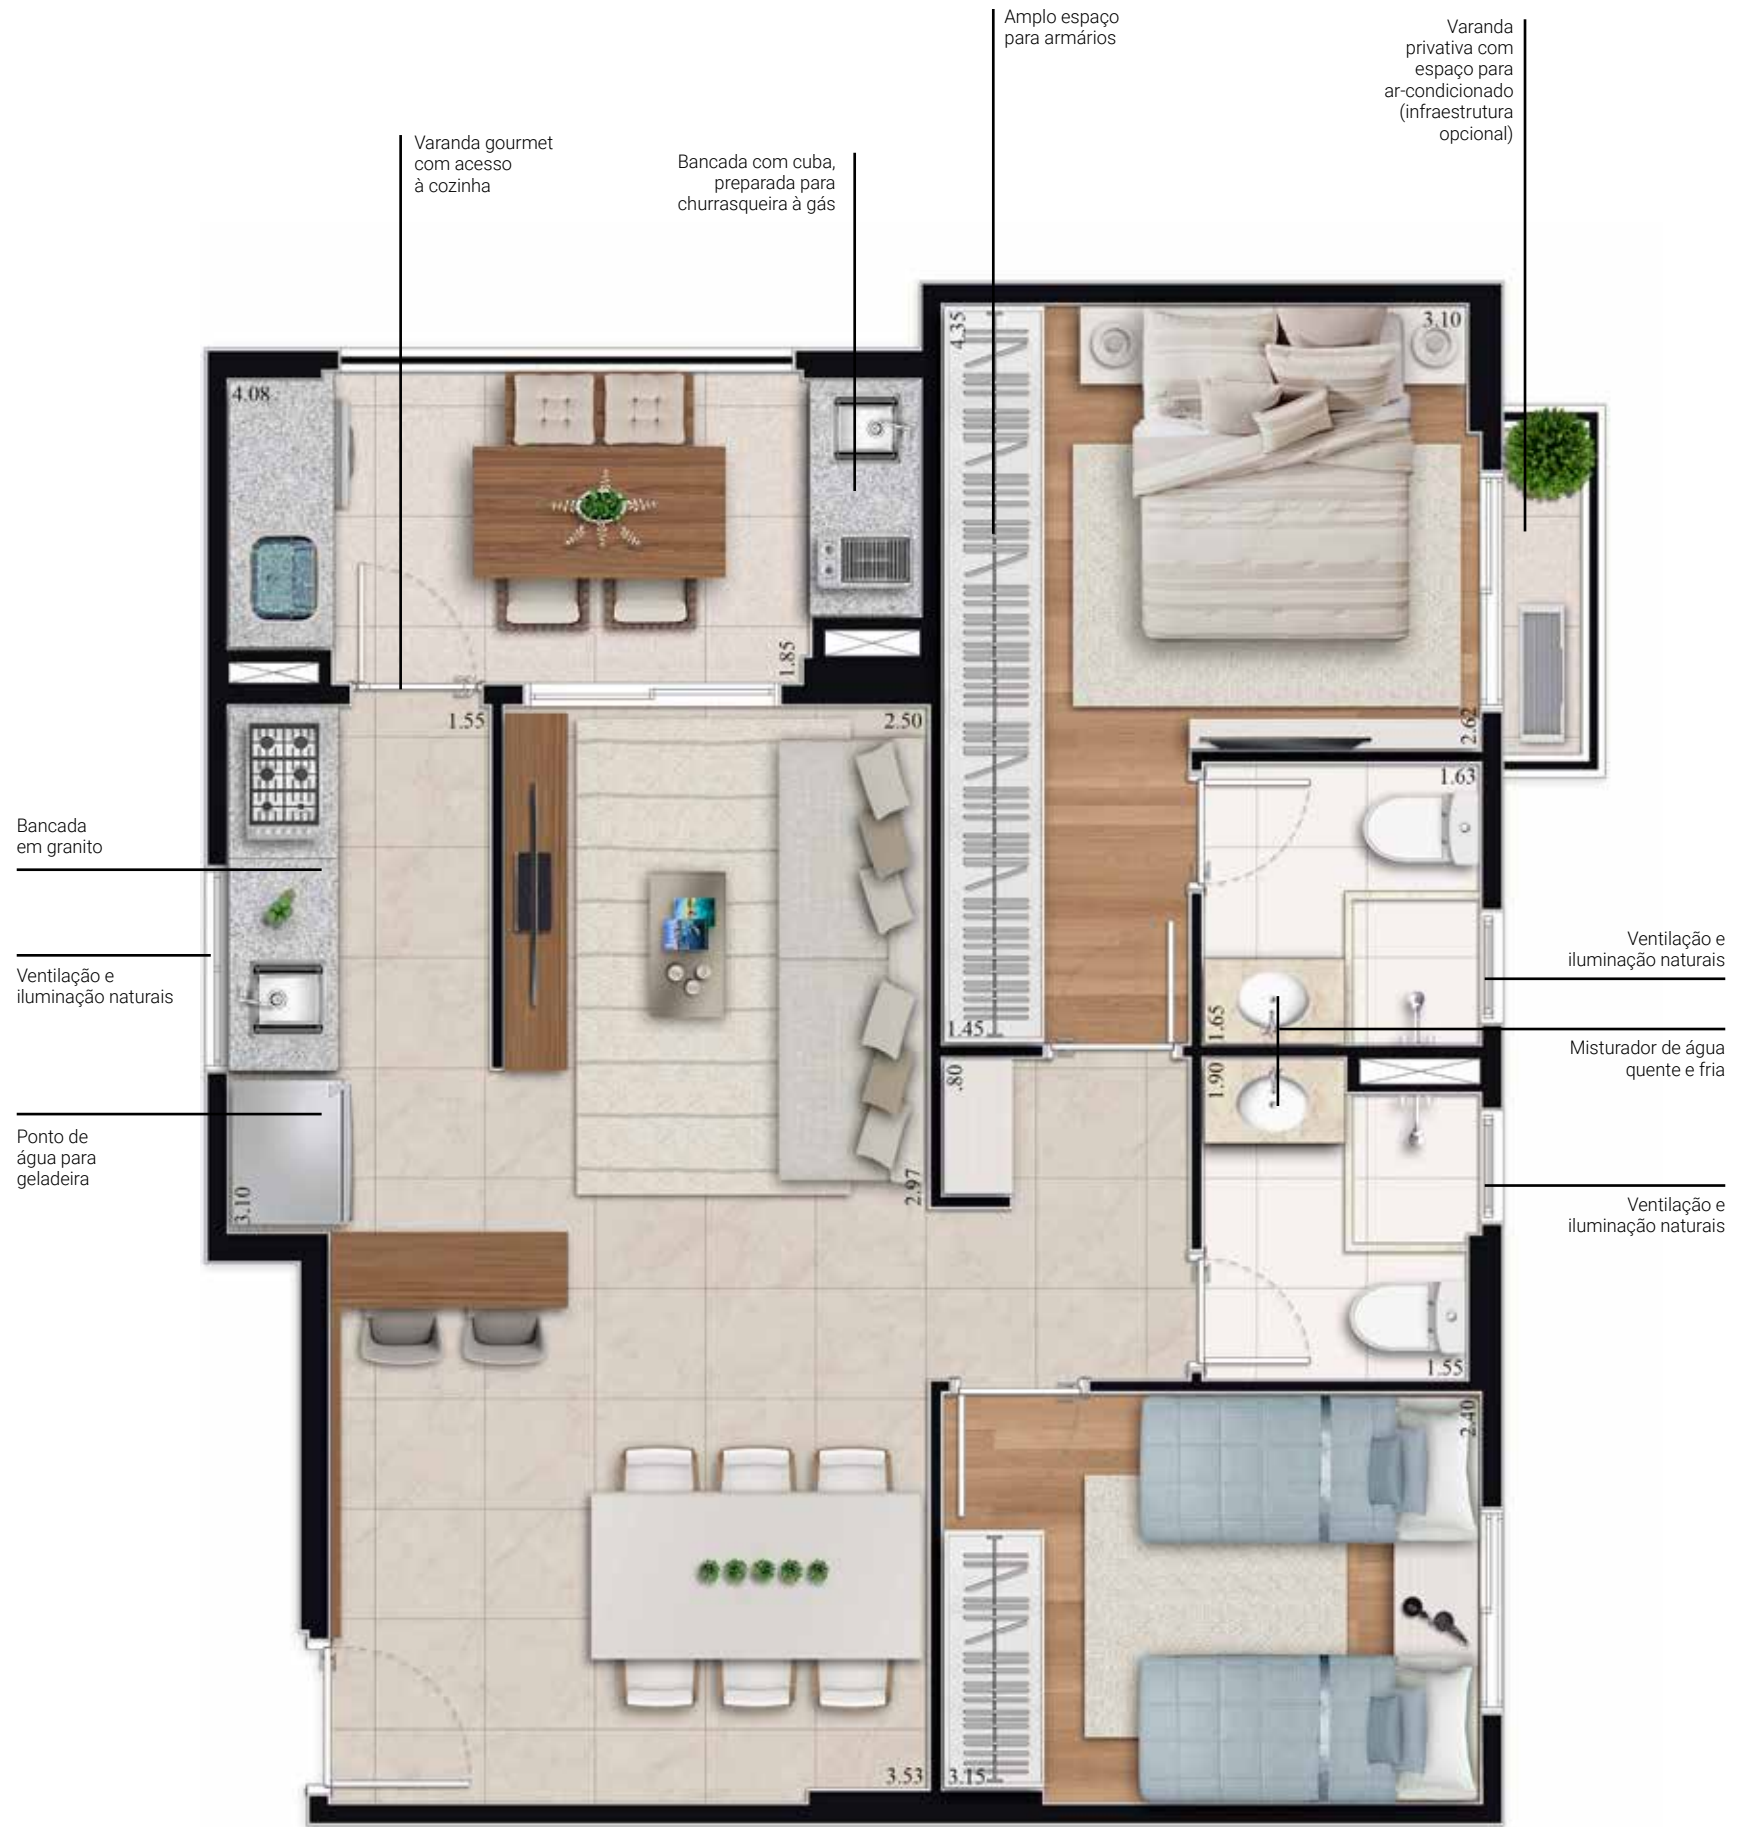 Amplo espaço
para armários
Varanda
privativa com
espaço para
ar-condicionado
(infraestrutura
opcional)
Varanda gourmet
com acesso
à cozinha
Bancada com cuba,
preparada para
churrasqueira à gás
4.35
3.10
4.08
1.85
1.55
2.50
2.62
1.63
Bancada
em granito
Ventilação e
iluminação naturais
Ventilação e
iluminação naturais
1.45
1.65
Misturador de água
quente e fria
.80
1.90
Ponto de
água para
geladeira
3.10
2.97
Ventilação e
iluminação naturais
1.55
2.40
3.53
3.15